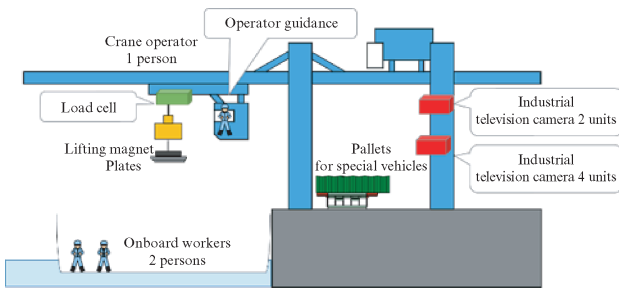 Operator guidance
Crane operator
1 person
Load cell
Industrial
television camera 2 units
Lifting magnet
Plates
Pallets
for special vehicles
Industrial
television camera 4 units
Onboard workers
2 persons